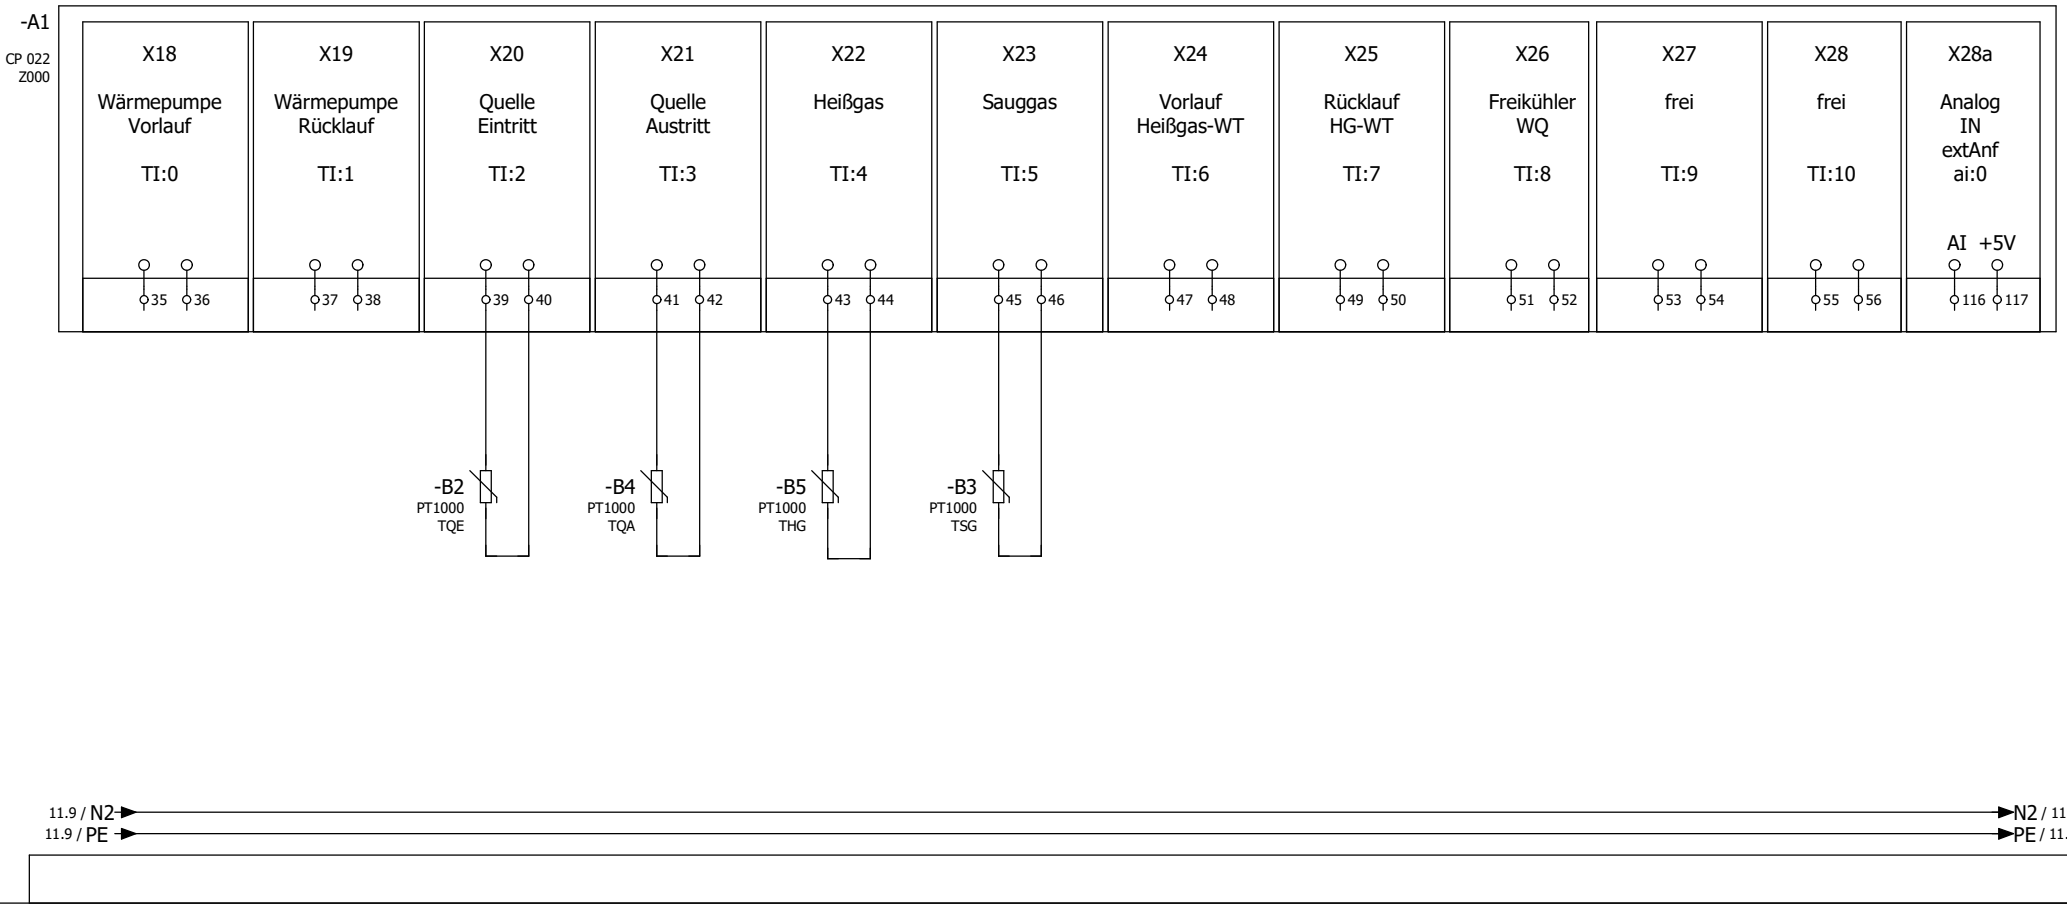 -A1
CP 022
Z000
X18
Wärmepumpe
Vorlauf
TI:0
35 36
X19
Wärmepumpe
Rücklauf
TI:1
37 38
X20
Quelle
Eintritt
TI:2
39 40
X21
Quelle
Austritt
TI:3
41 42
X22
Heißgas
TI:4
43 44
X23
Sauggas
TI:5
45 46
X24
Vorlauf
Heißgas-WT
TI:6
47 48
X25
Rücklauf
HG-WT
TI:7
49 50
X26
Freikühler
WQ
TI:8
51 52
X27
frei
TI:9
53 54
X28
frei
TI:10
55 56
X28a
Analog
IN
extAnf
ai:0
AI +5V
116 117
-B2
PT1000
TQE
-B4
PT1000
TQA
-B5
PT1000
THG
-B3
PT1000
TSG
11.9 / N2
N2 / 11.
11.9 / PE
PE / 11.